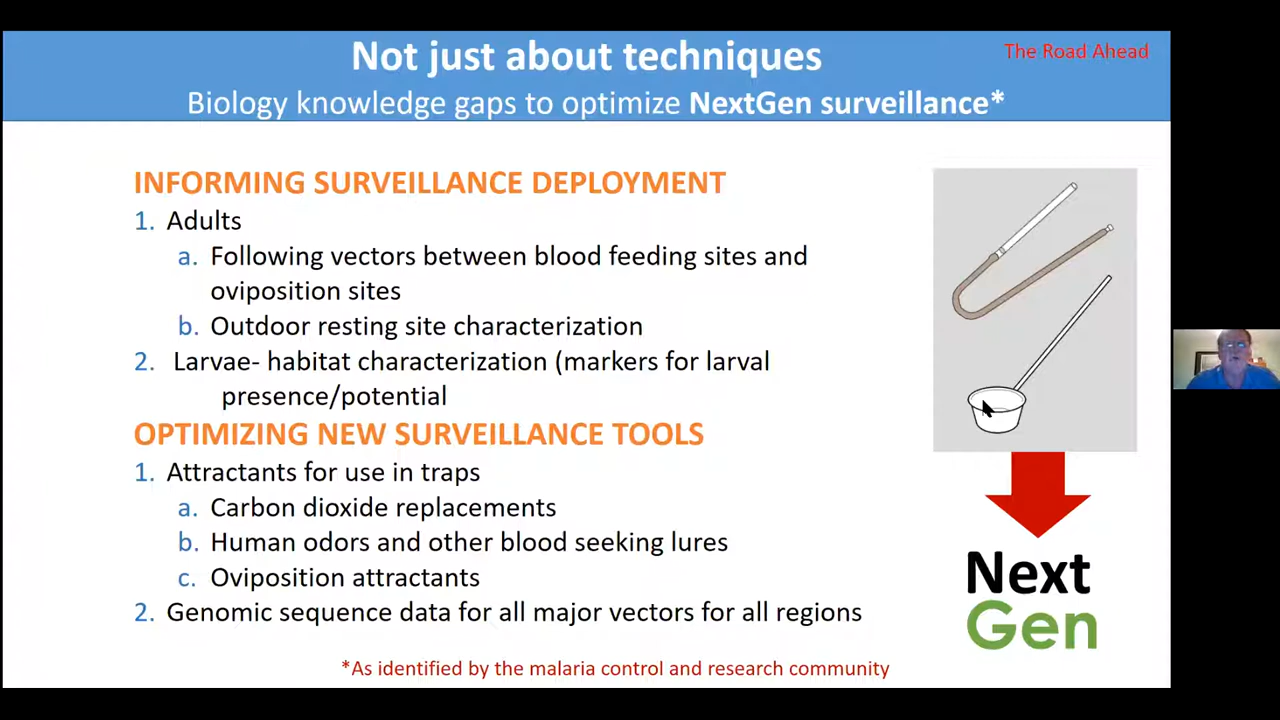 Not just about techniques
The Road Ahead
Biology knowledge gaps to optimize NextGen surveillance*
INFORMING SURVEILLANCE DEPLOYMENT
1. Adults
a. Following vectors between blood feeding sites and
oviposition sites
b. Outdoor resting site characterization
2. Larvae- habitat characterization (markers for larval
presence/potential
OPTIMIZING NEW SURVEILLANCE TOOLS
1. Attractants for use in traps
a. Carbon dioxide replacements
b. Human odors and other blood seeking lures
c. Oviposition attractants
2. Genomic sequence data for all major vectors for all regions
Next
Gen
*As identified by the malaria control and research community